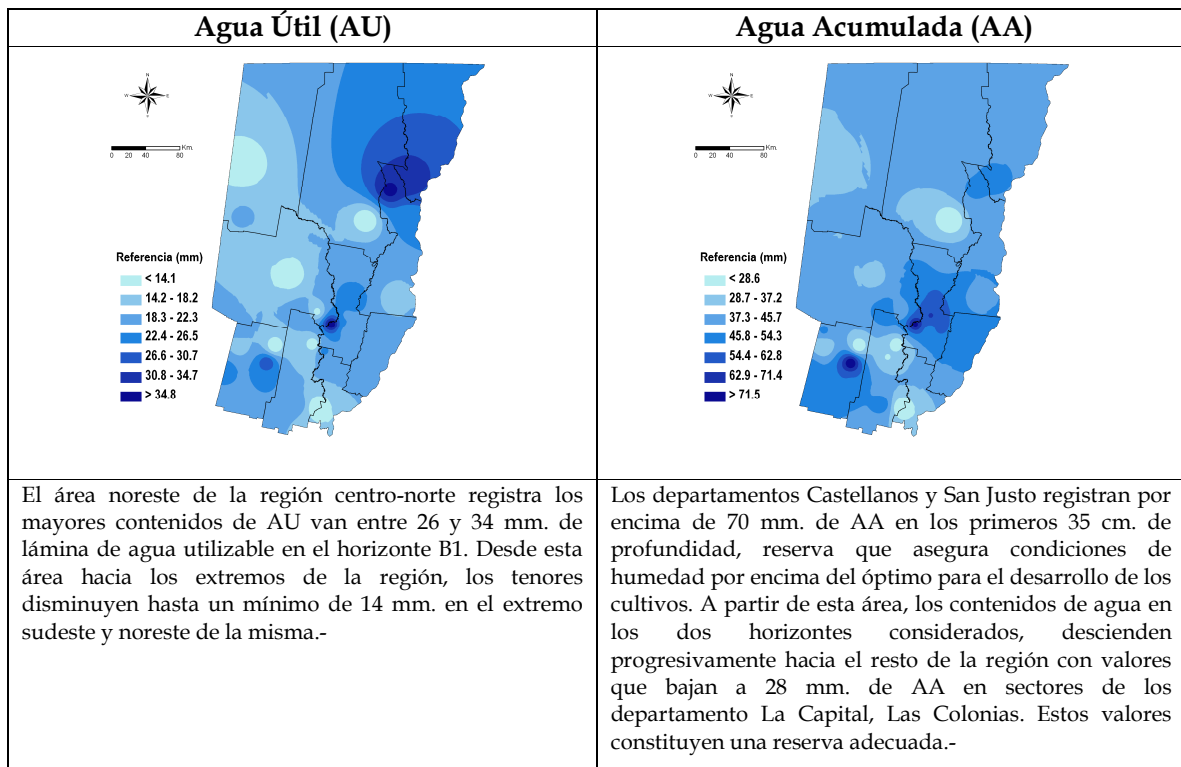 Agua Útil (AU)
N
W E
S
Km.
0 20 40 80
Referencia (mm)
< 14.1
14.2 - 18.2
18.3 - 22.3
22.4 - 26.5
26.6 - 30.7
30.8 - 34.7
> 34.8
El área noreste de la región centro-norte registra los
mayores contenidos de AU van entre 26 y 34 mm. de
lámina de agua utilizable en el horizonte B1. Desde esta
área hacia los extremos de la región, los tenores
disminuyen hasta un mínimo de 14 mm. en el extremo
sudeste y noreste de la misma.-
Agua Acumulada (AA)
N
W E
S
Km.
0 20 40 80
Referencia (mm)
< 28.6
28.7 - 37.2
37.3 - 45.7
45.8 - 54.3
54.4 - 62.8
62.9 - 71.4
> 71.5
Los departamentos Castellanos y San Justo registran por
encima de 70 mm. de AA en los primeros 35 cm. de
profundidad, reserva que asegura condiciones de
humedad por encima del óptimo para el desarrollo de los
cultivos. A partir de esta área, los contenidos de agua en
los dos horizontes considerados, descienden
progresivamente hacia el resto de la región con valores
que bajan a 28 mm. de AA en sectores de los
departamento La Capital, Las Colonias. Estos valores
constituyen una reserva adecuada.-